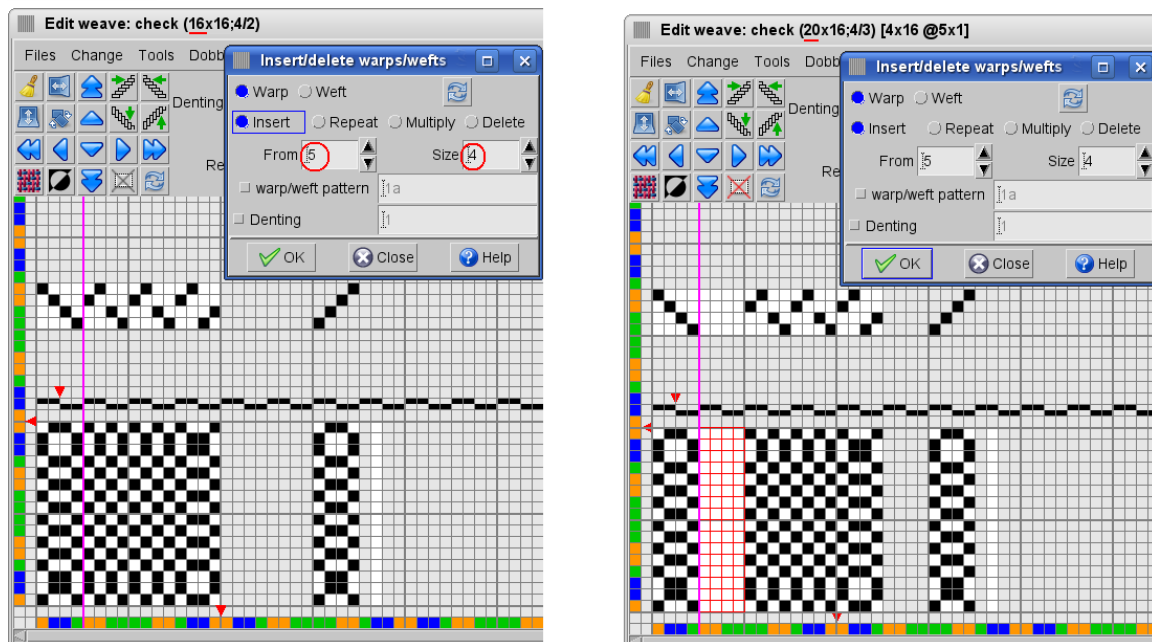 Edit weave: check (16x16;4/2)
Files Change Tools Dobb
Insert/delete warps/wefts
Warp Weft
Insert Repeat Multiply Delete
From 5 Size 4
warp/weft pattern 1a
Denting 1
OK Close Help
Denting
Re
Edit weave: check (20x16;4/3) [4x16 @5x1]
Files Change Tools Dobb
Insert/delete warps/wefts
Warp Weft
Insert Repeat Multiply Delete
From 5 Size 4
warp/weft pattern 1a
Denting 1
OK Close Help
Denting
Re